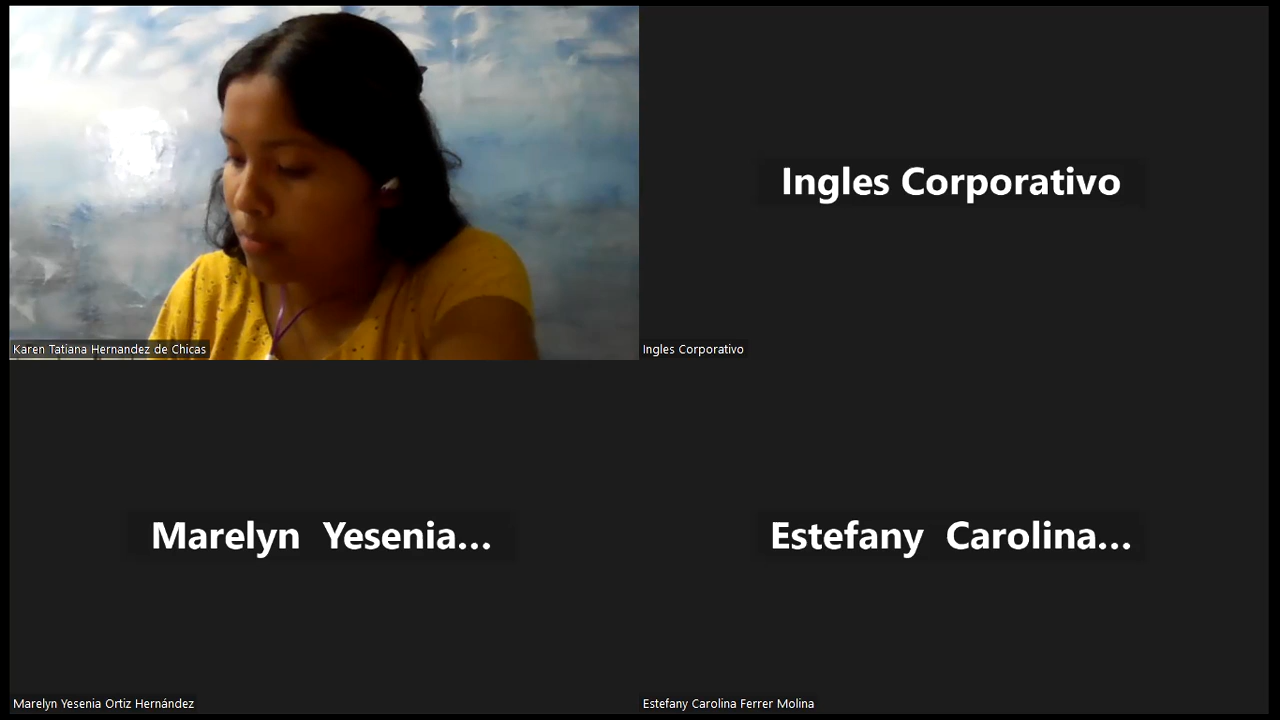 Ingles Corporativo
Karen Tatiana Hernandez de Chicas
Ingles Corporativo
Marelyn Yesenia...
Estefany Carolina...
Marelyn Yesenia Ortiz Hernández
Estefany Carolina Ferrer Molina